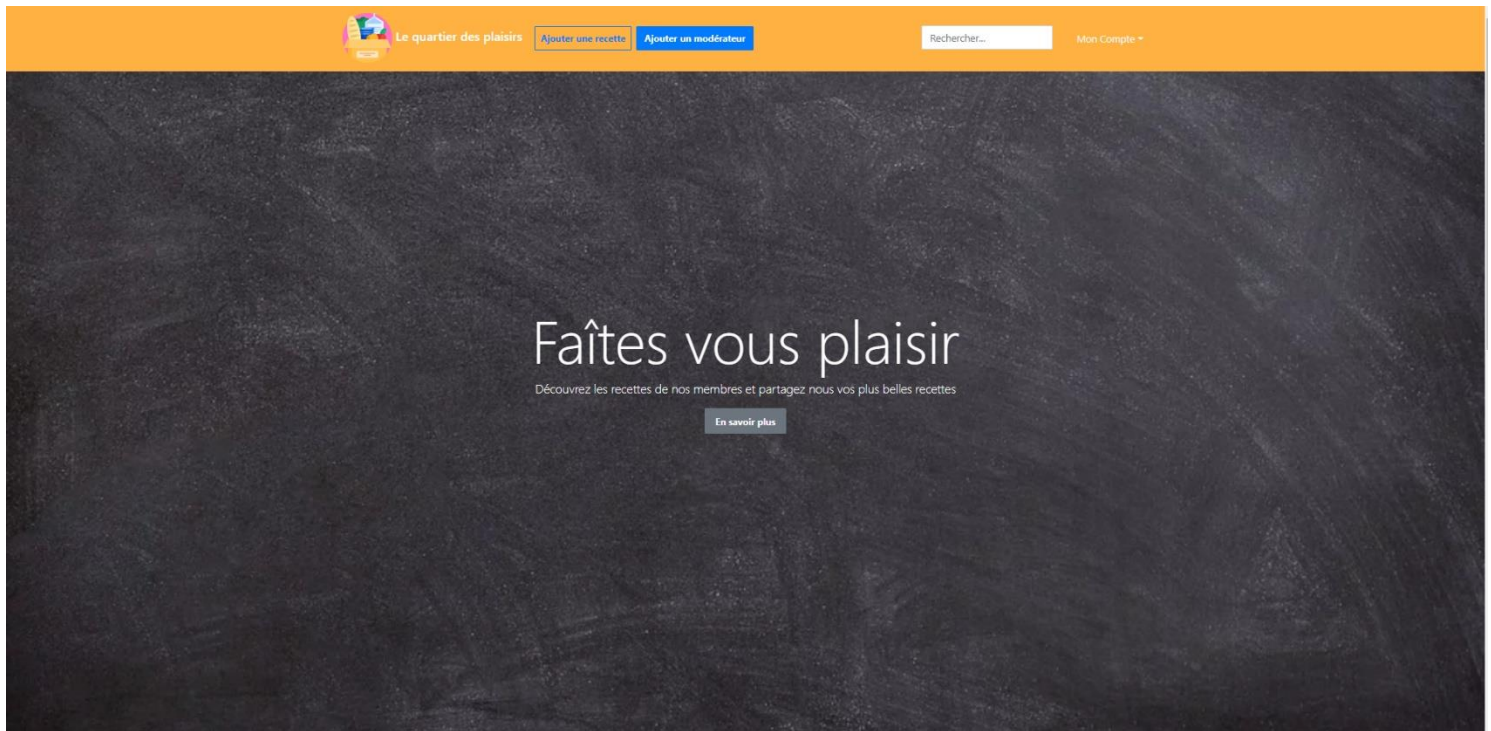 Le quartier des plaisirs Ajouter une recette Ajouter un modérateur Rechercher... Mon Compte
Faîtes vous plaisir
Découvrez les recettes de nos membres et partagez nous vos plus belles recettes
En savoir plus